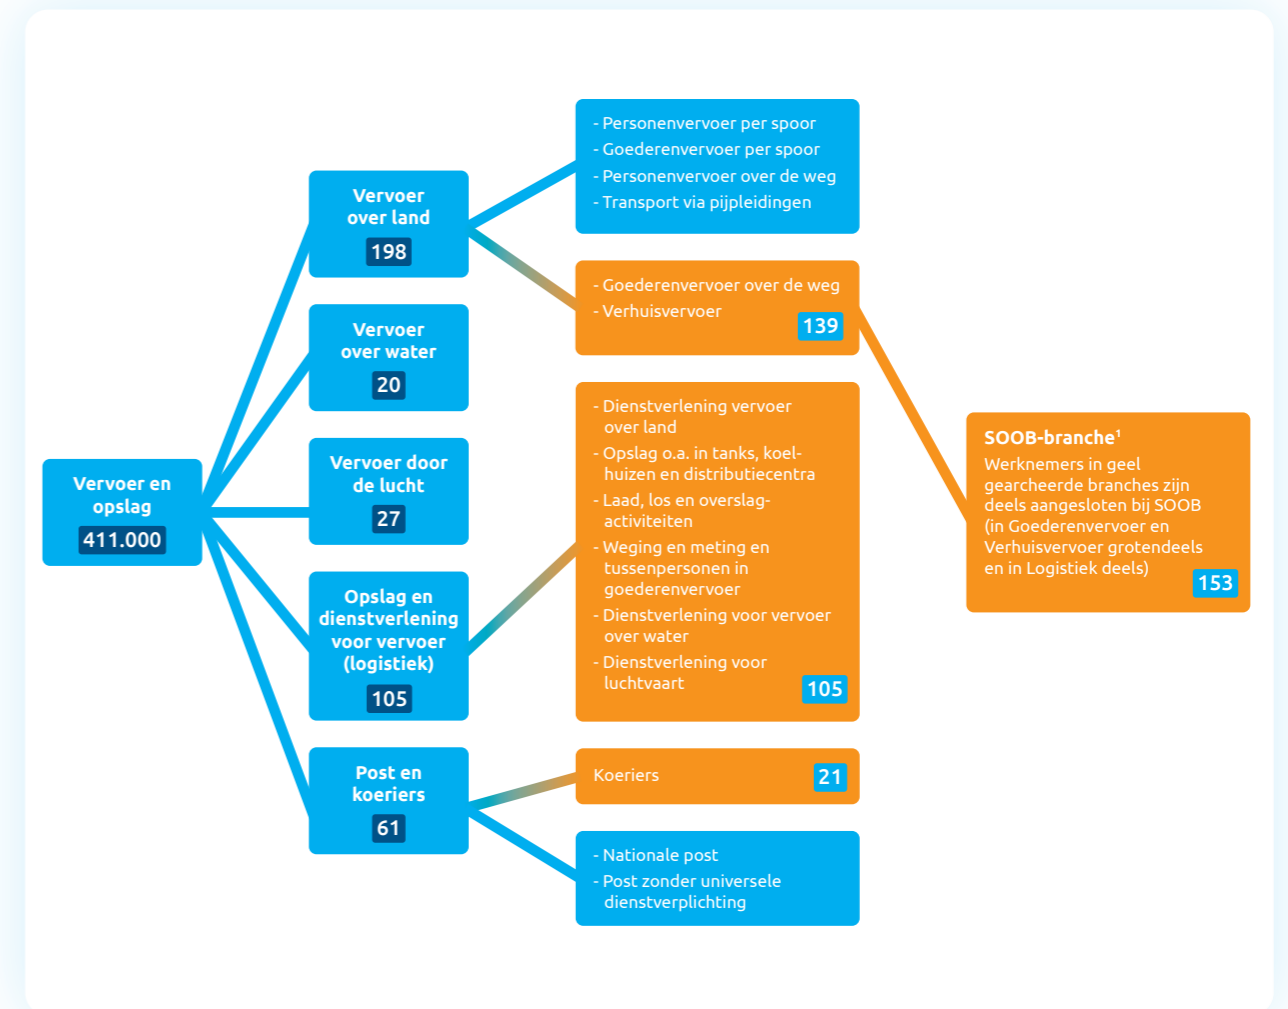 Vervoer en
opslag
411.000
Vervoer
over land
198
Vervoer
over water
20
Vervoer door
de lucht
27
Opslag en
dienstverlening
voor vervoer
(logistiek)
105
Post en
koeriers
61
- Personenvervoer per spoor
- Goederenvervoer per spoor
- Personenvervoer over de weg
- Transport via pijpleidingen
- Goederenvervoer over de weg
- Verhuisvervoer
139
- Dienstverlening vervoer
over land
- Opslag o.a. in tanks, koel-
huizen en distributiecentra
- Laad, los en overslag-
activiteiten
- Weging en meting en
tussenpersonen in
goederenvervoer
- Dienstverlening voor vervoer
over water
- Dienstverlening voor
luchtvaart
105
Koeriers
21
- Nationale post
- Post zonder universele
dienstverplichting
SOOB-branche¹
Werknemers in geel
gearcheerde branches zijn
deels aangesloten bij SOOB
(in Goederenvervoer en
Verhuisvervoer grotendeels
en in Logistiek deels)
153